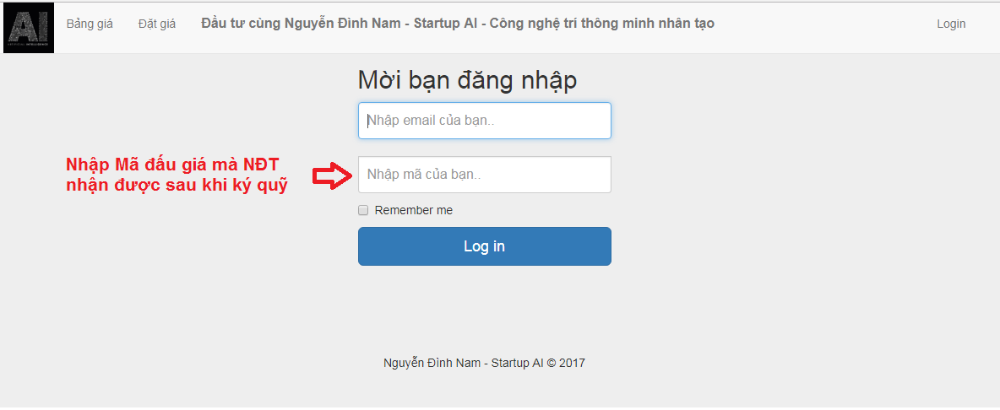 AI
Bảng giá
Đặt giá
Đầu tư cùng Nguyễn Đình Nam - Startup AI - Công nghệ trí thông minh nhân tạo
Login
Mời bạn đăng nhập
Nhập email của bạn..
Nhập Mã đấu giá mà NĐT
nhận được sau khi ký quỹ
Nhập mã của bạn..
Remember me
Log in
Nguyễn Đình Nam - Startup AI © 2017